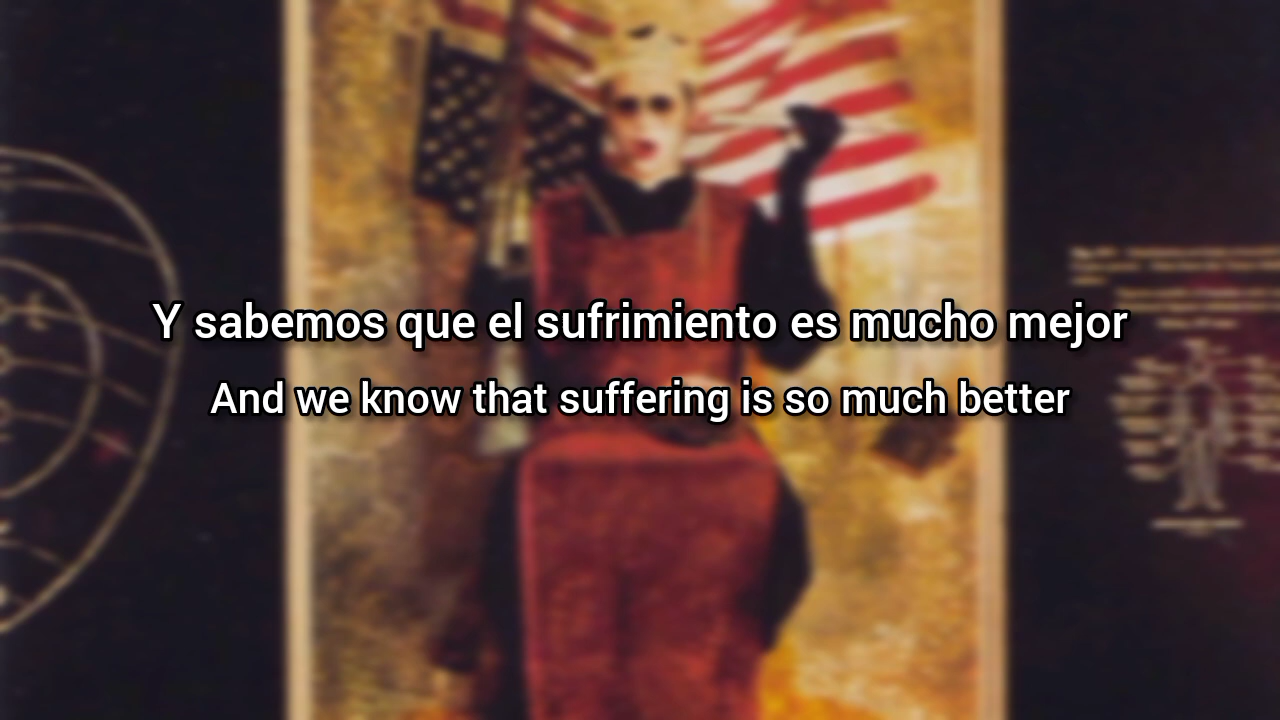 Y sabemos que el sufrimiento es mucho mejor
And we know that suffering is so much better